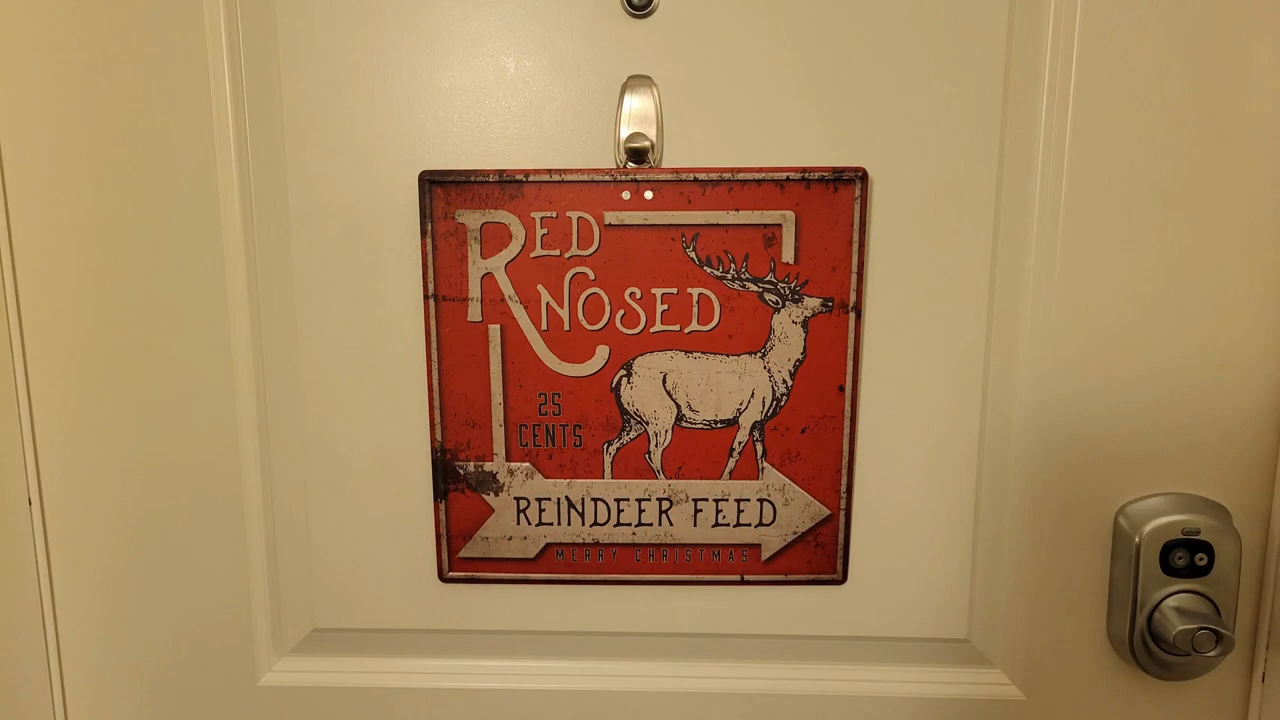 RED
NOSED
25
CENTS
REINDEER FEED
MERRY CHRISTMAS